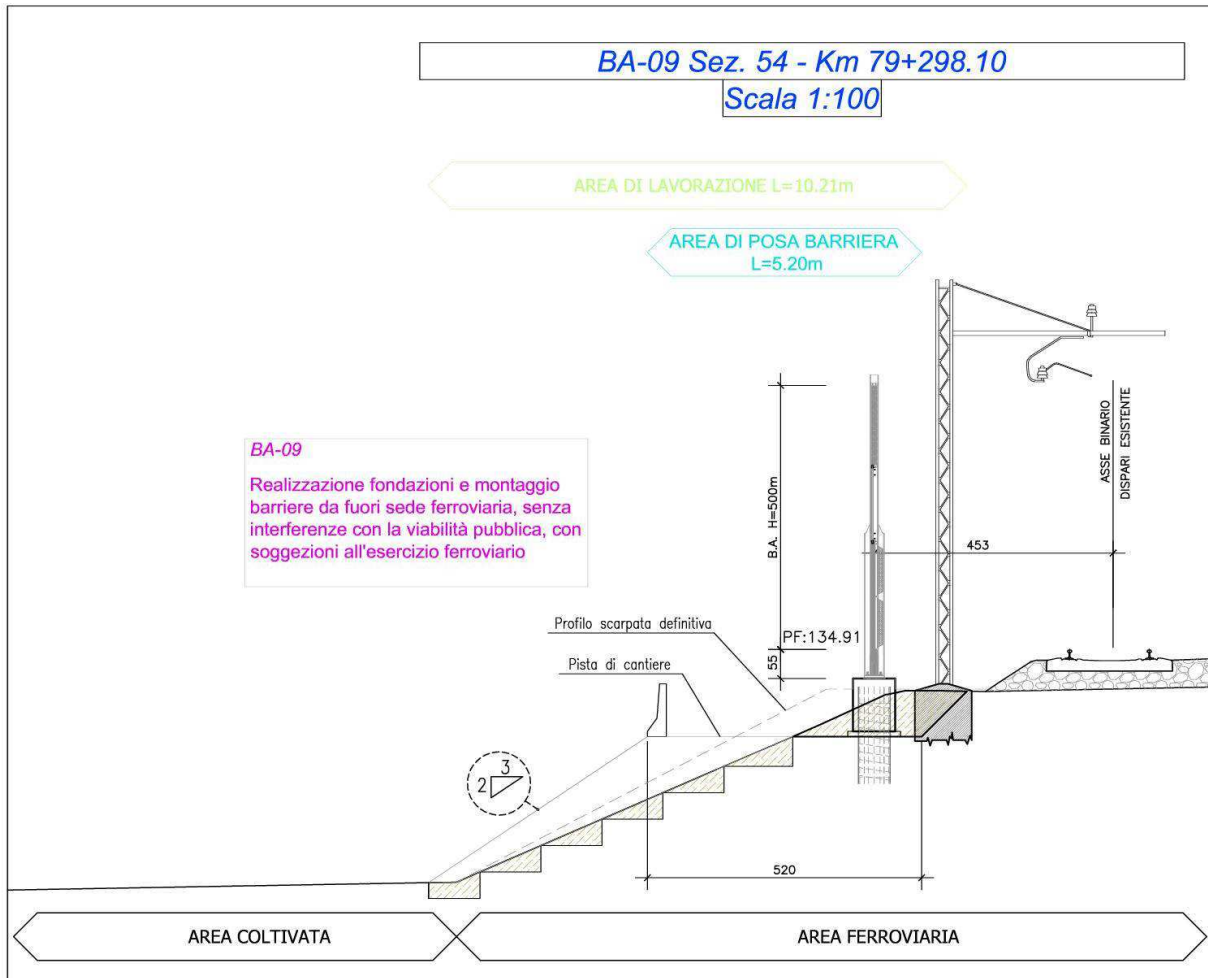 BA-09 Sez. 54 - Km 79+298.10
Scala 1:100
AREA DI LAVORAZIONE L=10.21m
AREA DI POSA BARRIERA
L=5.20m
BA-09
Realizzazione fondazioni e montaggio
barriere da fuori sede ferroviaria, senza
interferenze con la viabilità pubblica, con
soggezioni all'esercizio ferroviario
B.A. H=500m
ASSE BINARIO
DISPARI ESISTENTE
453
Profilo scarpata definitiva
PF:134.91
Pista di cantiere
55
3
2
520
AREA COLTIVATA
AREA FERROVIARIA